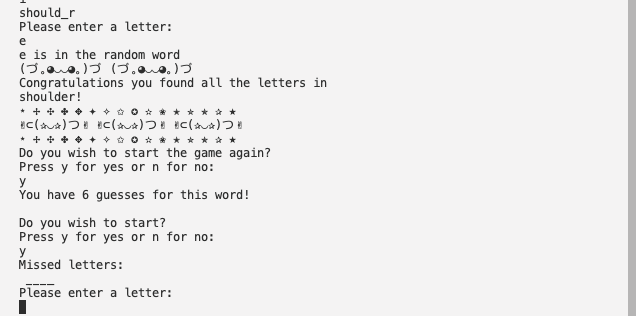 should_r
Please enter a letter:
e
e is in the random word
(づ｡◕‿‿◕｡)づ (づ｡◕‿‿◕｡)づ
Congratulations you found all the letters in
shoulder!
⋆ ✢ ✣ ✤ ✥ ✦ ✧ ✩ ✪ ✫ ✬ ✭ ✮ ✯ ✰ ★
✌⊂(✰‿✰)つ✌ ✌⊂(✰‿✰)つ✌ ✌⊂(✰‿✰)つ✌
⋆ ✢ ✣ ✤ ✥ ✦ ✧ ✩ ✪ ✫ ✬ ✭ ✮ ✯ ✰ ★
Do you wish to start the game again?
Press y for yes or n for no:
y
You have 6 guesses for this word!
Do you wish to start?
Press y for yes or n for no:
y
Missed letters:
____
Please enter a letter: